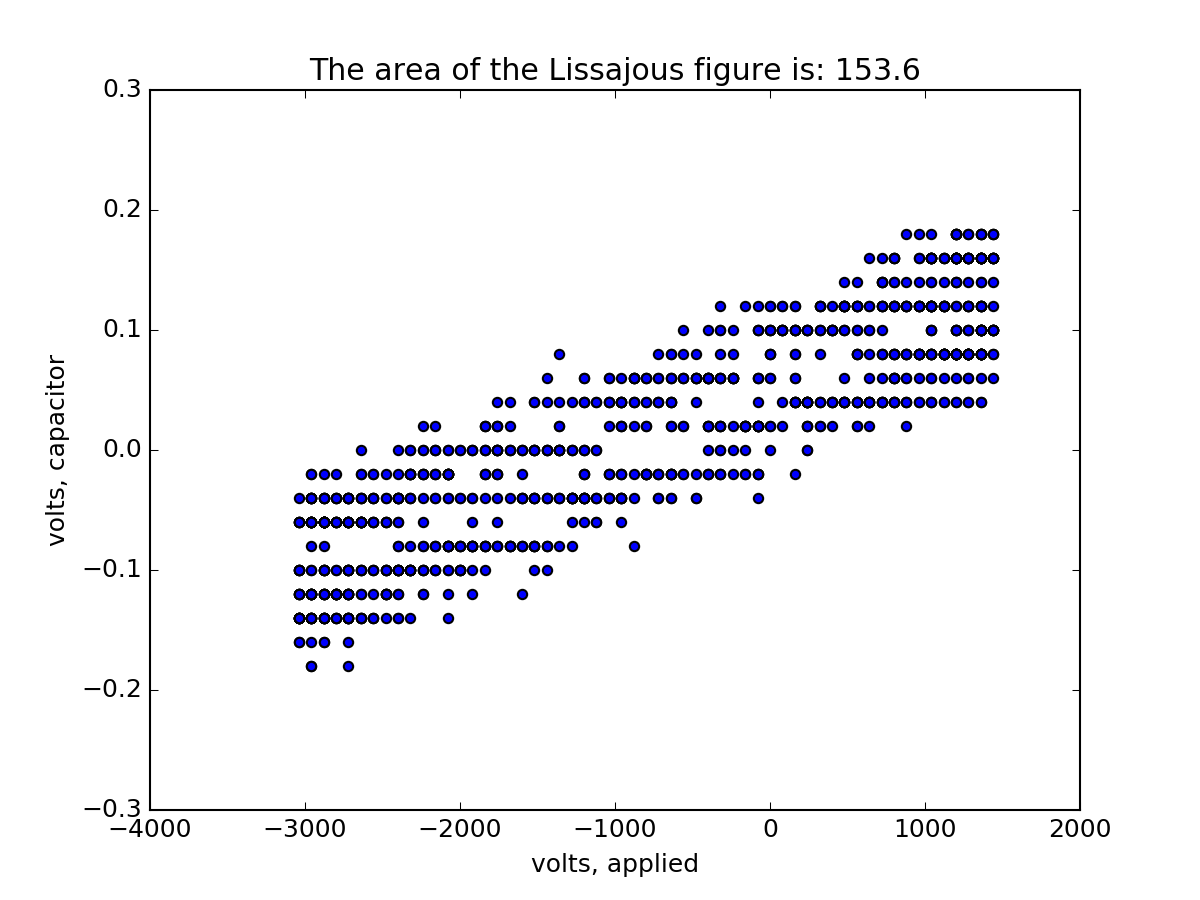 The area of the Lissajous figure is: 153.6
0.3
0.2
0.1
0.0
−0.1
−0.2
−0.3
volts, capacitor
−4000 −3000 −2000 −1000 0 1000 2000
volts, applied